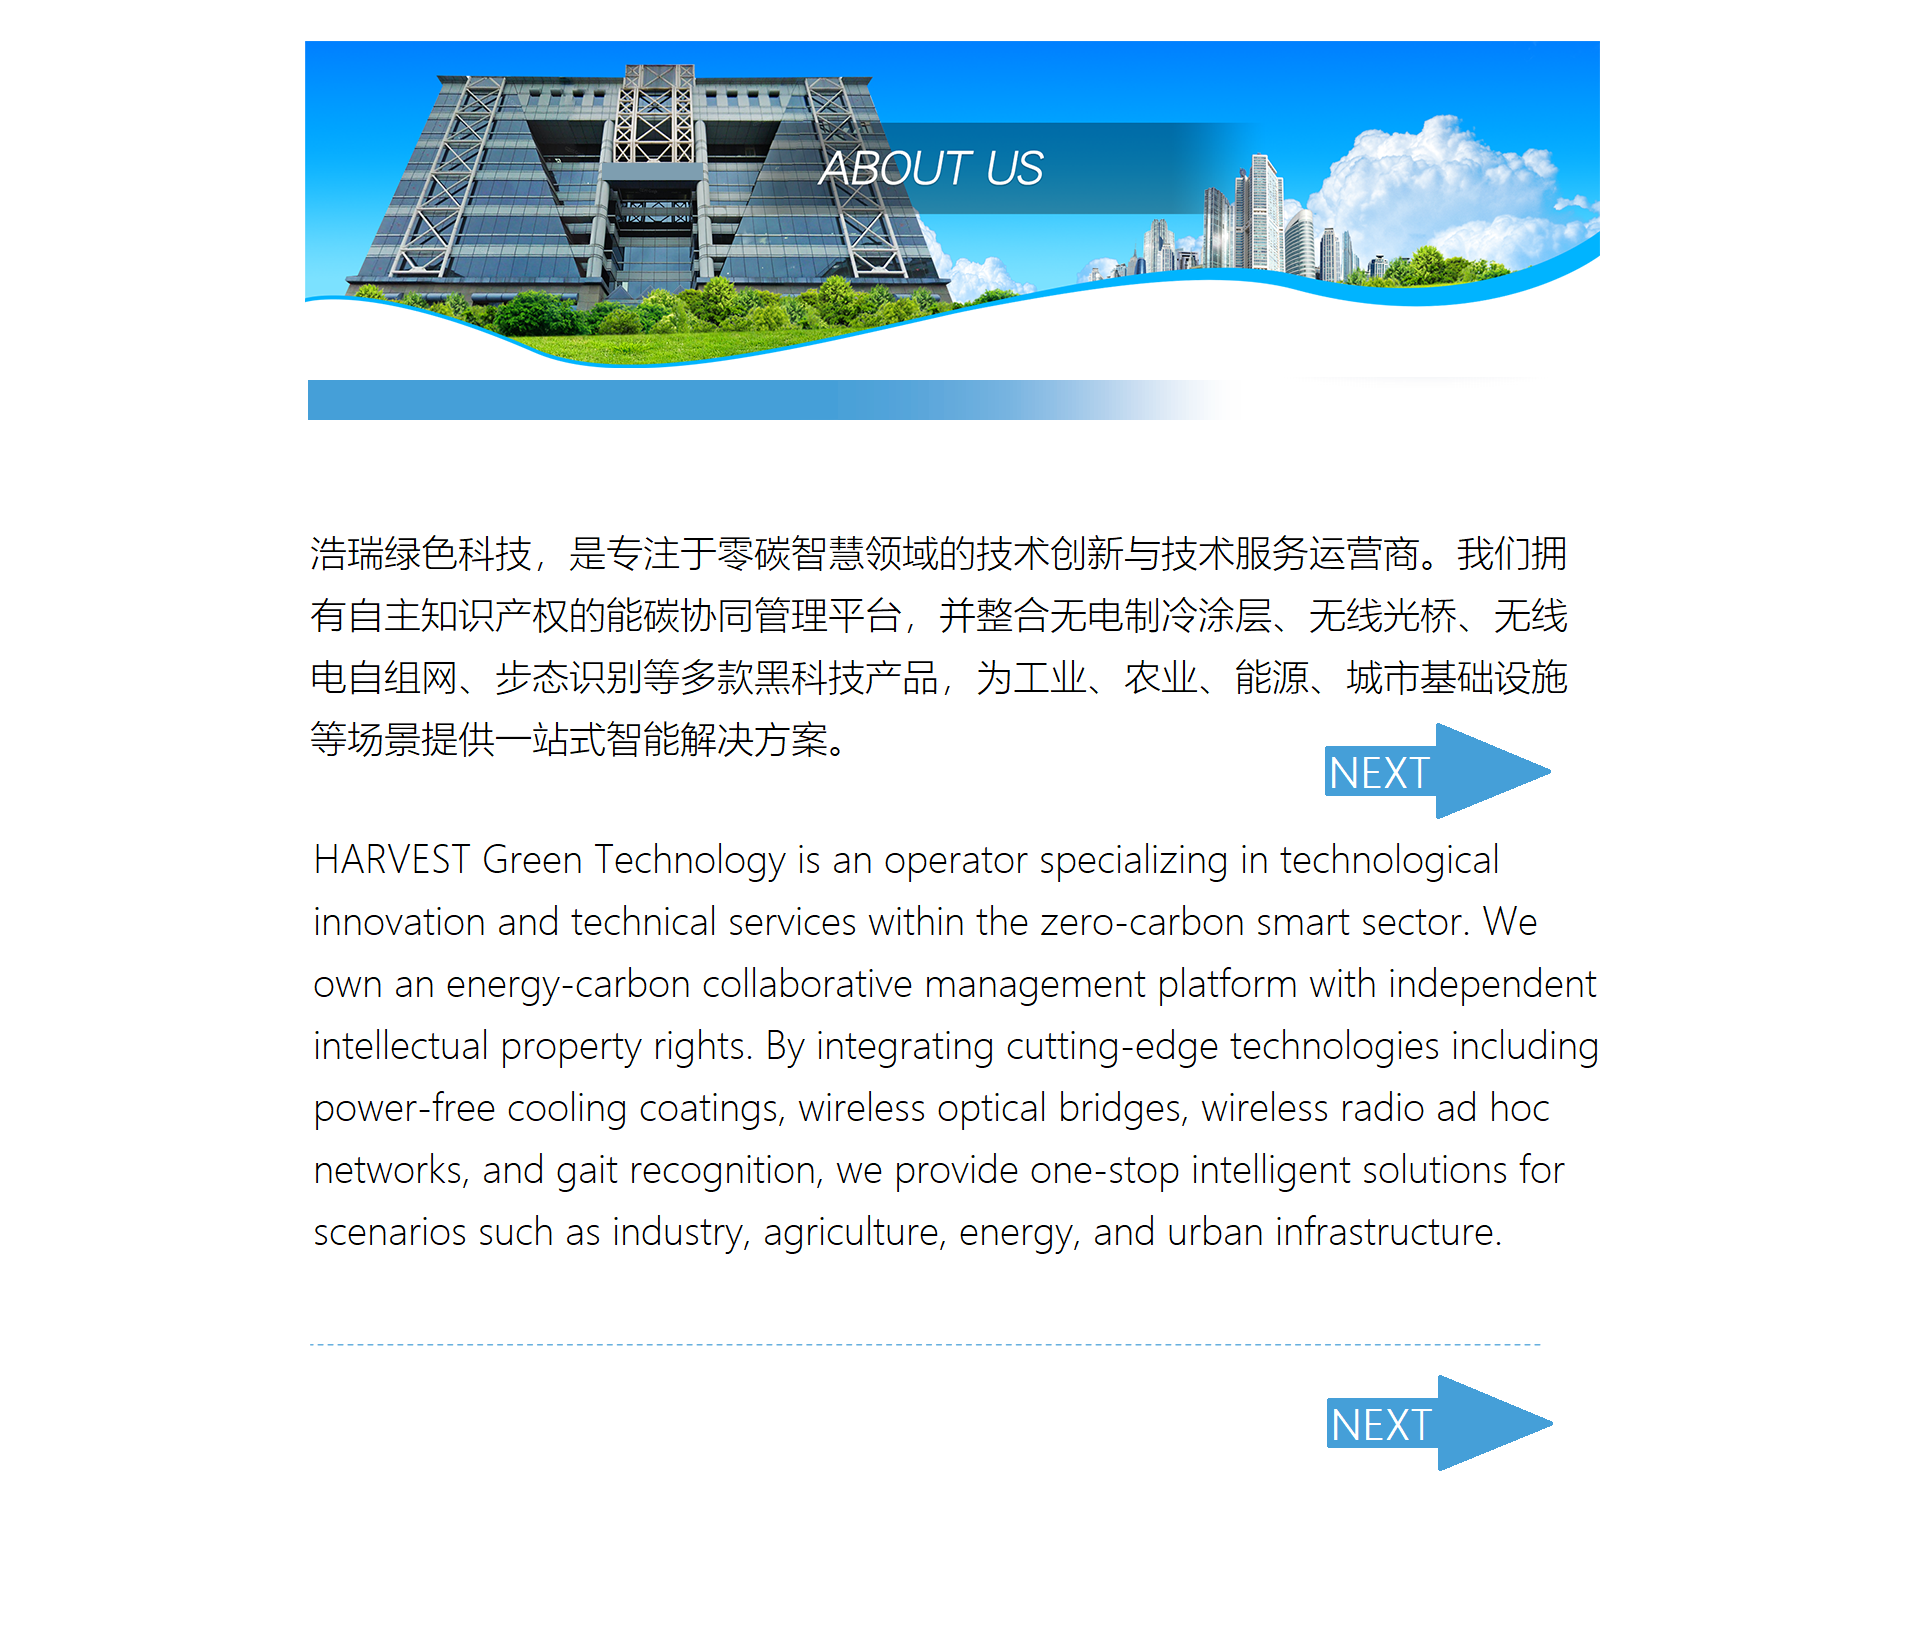 ABOUT US
浩瑞绿色科技，是专注于零碳智慧领域的技术创新与技术服务运营商。我们拥
有自主知识产权的能碳协同管理平台，并整合无电制冷涂层、无线光桥、无线
电自组网、步态识别等多款黑科技产品，为工业、农业、能源、城市基础设施
等场景提供一站式智能解决方案。
NEXT
HARVEST Green Technology is an operator specializing in technological
innovation and technical services within the zero-carbon smart sector. We
own an energy-carbon collaborative management platform with independent
intellectual property rights. By integrating cutting-edge technologies including
power-free cooling coatings, wireless optical bridges, wireless radio ad hoc
networks, and gait recognition, we provide one-stop intelligent solutions for
scenarios such as industry, agriculture, energy, and urban infrastructure.
NEXT